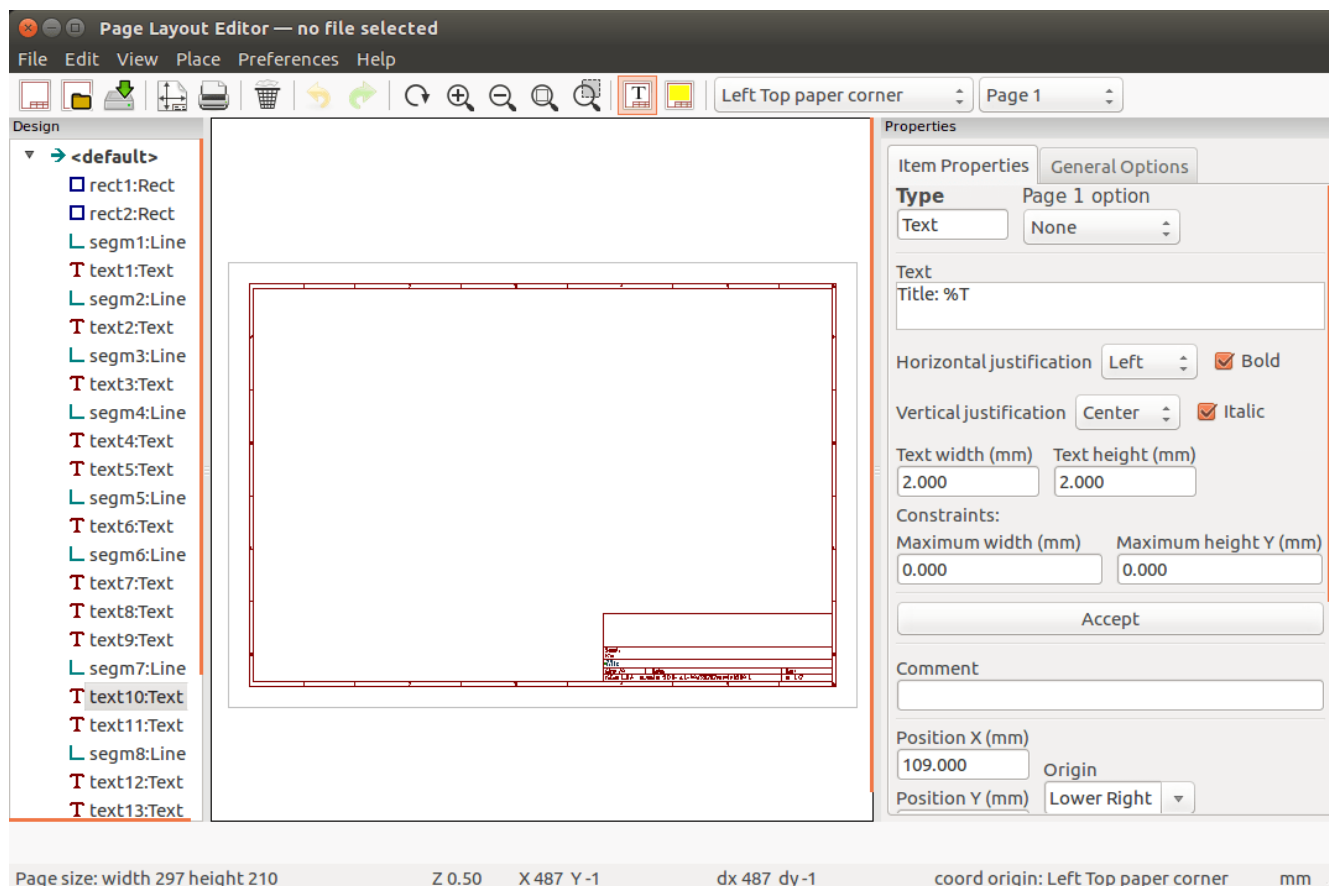 Page Layout Editor — no file selected
File Edit View Place Preferences Help
T Left Top paper corner Page 1
Design
<default>
rect1:Rect
rect2:Rect
segm1:Line
text1:Text
segm2:Line
text2:Text
segm3:Line
text3:Text
segm4:Line
text4:Text
text5:Text
segm5:Line
text6:Text
segm6:Line
text7:Text
text8:Text
text9:Text
segm7:Line
text10:Text
text11:Text
segm8:Line
text12:Text
text13:Text
Properties
Item Properties General Options
Type Page 1 option
Text None
Text
Title: %T
Horizontal justification Left Bold
Vertical justification Center Italic
Text width (mm) Text height (mm)
2.000 2.000
Constraints:
Maximum width (mm) Maximum height Y (mm)
0.000 0.000
Accept
Comment
Position X (mm)
109.000 Origin
Position Y (mm) Lower Right
Page size: width 297 height 210 Z 0.50 X 487 Y -1 dx 487 dy -1 coord origin: Left Top paper corner mm